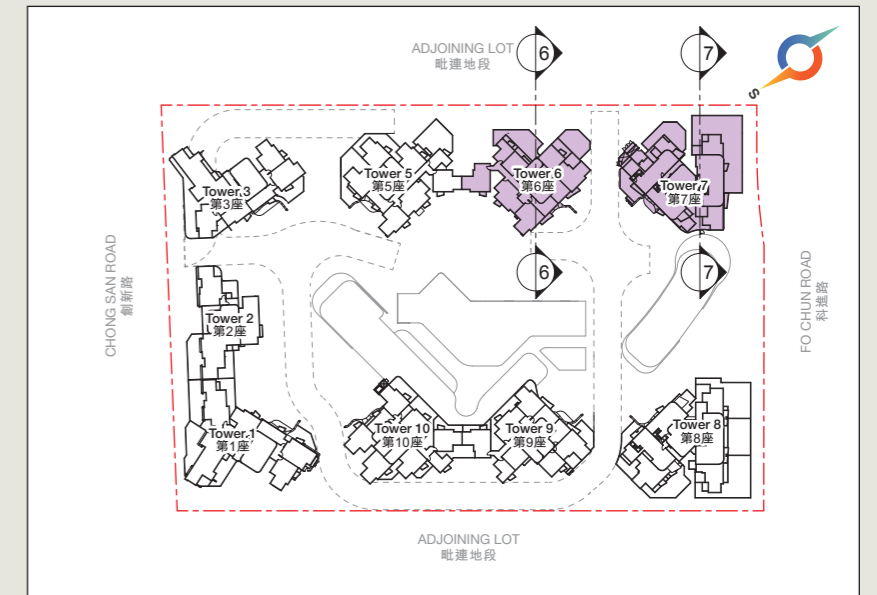 ADJOINING LOT
毗連地段
6
7
S
Tower 3
第3座
Tower 5
第5座
Tower 6
第6座
Tower 7
第7座
CHONG SAN ROAD
創新路
6
7
FO CHUN ROAD
科進路
Tower 2
第2座
Tower 1
第1座
Tower 10
第10座
Tower 9
第9座
Tower 8
第8座
ADJOINING LOT
毗連地段